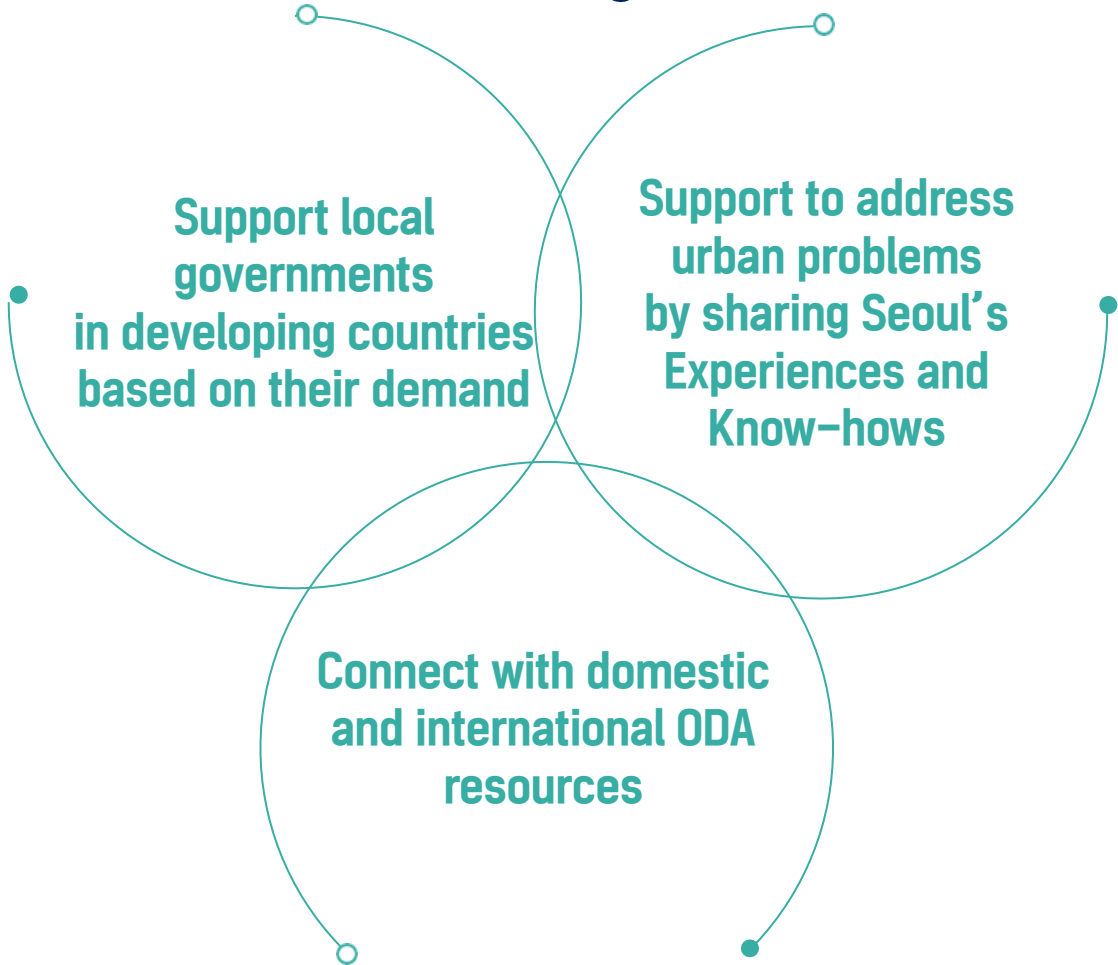 Support local
governments
in developing countries
based on their demand
Support to address
urban problems
by sharing Seoul’s
Experiences and
Know-hows
Connect with domestic
and international ODA
resources